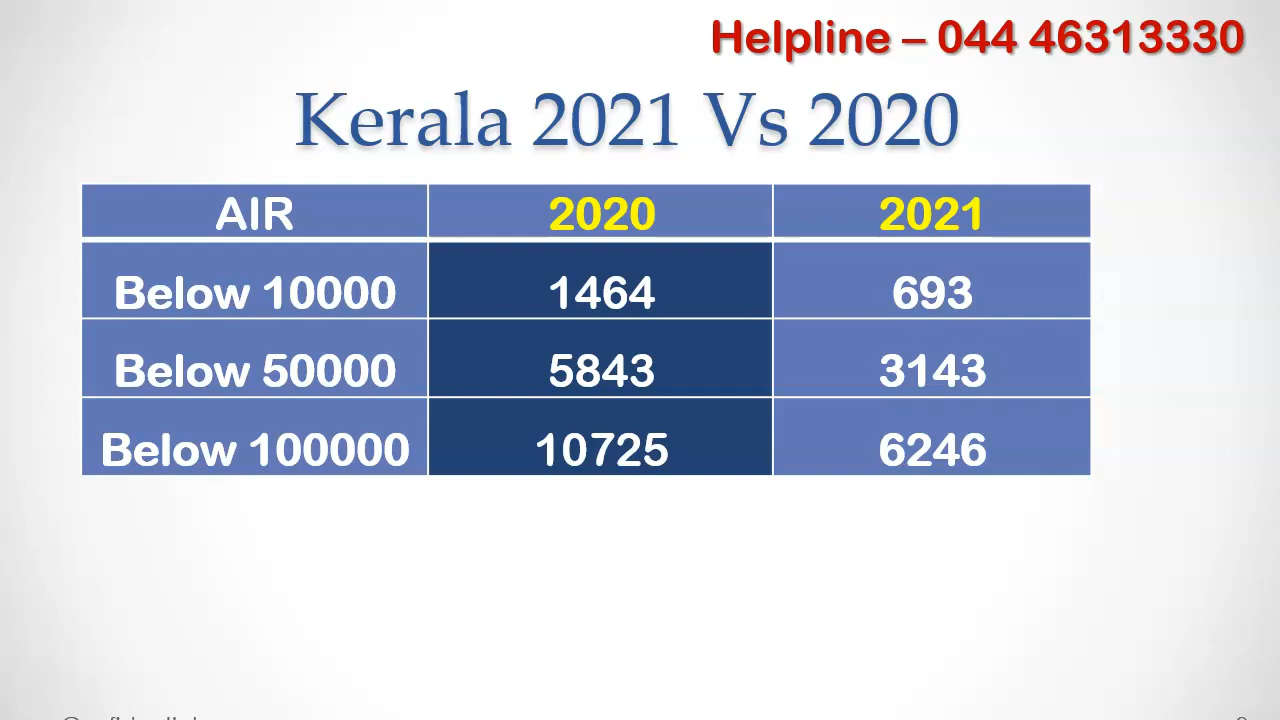 Helpline – 044 46313330
Kerala 2021 Vs 2020
AIR 2020 2021
Below 10000 1464 693
Below 50000 5843 3143
Below 100000 10725 6246